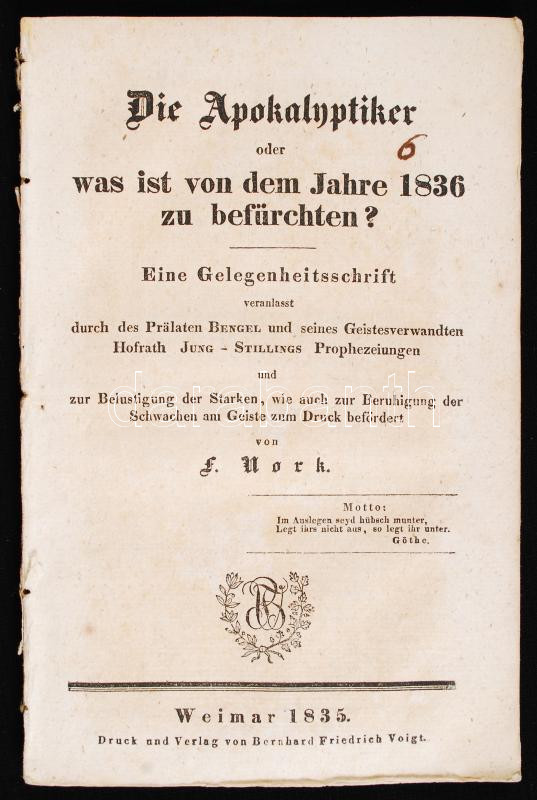 Die Apokalyptiker
oder
6
was ist von dem Jahre 1836
zu befürchten?
Eine Gelegenheitsschrift
veranlasst
durch des Prälaten BENGEL und seines Geistesverwandten
Hofrath JUNG-STILLINGS Prophezeiungen
und
zur Belustigung der Starken, wie auch zur Beruhigung der
Schwachen am Geiste zum Druck befördert
von
F. Nork.
Motto:
Im Auslegen seyd hübsch munter,
Legt ihrs nicht aus, so legt ihr unter.
Göthe.
Weimar 1835.
Druck und Verlag von Bernhard Friedrich Voigt.